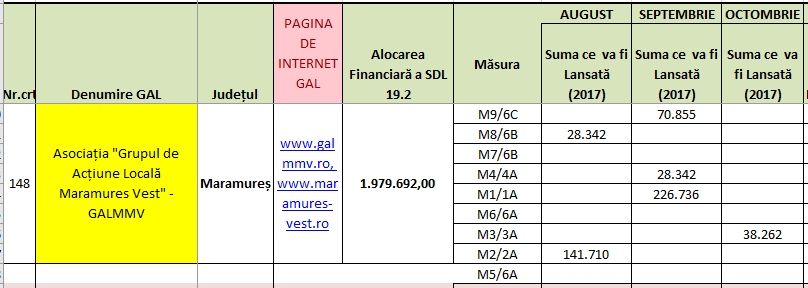 Nr.crt
Denumire GAL
Județul
PAGINA
DE
INTERNET
GAL
Alocarea
Financiară a SDL
19.2
Măsura
AUGUST
Suma ce va fi
Lansată
(2017)
SEPTEMBRIE
Suma ce va fi
Lansată
(2017)
OCTOMBRIE
Suma ce va
fi Lansată
(2017)
148
Asociația "Grupul de
Acțiune Locală
Maramures Vest" -
GALMMV
Maramureș
www.gal
mmv.ro,
www.mar
amures-
vest.ro
1.979.692,00
M9/6C 70.855
M8/6B 28.342
M7/6B
M4/4A 28.342
M1/1A 226.736
M6/6A
M3/3A 38.262
M2/2A 141.710
M5/6A